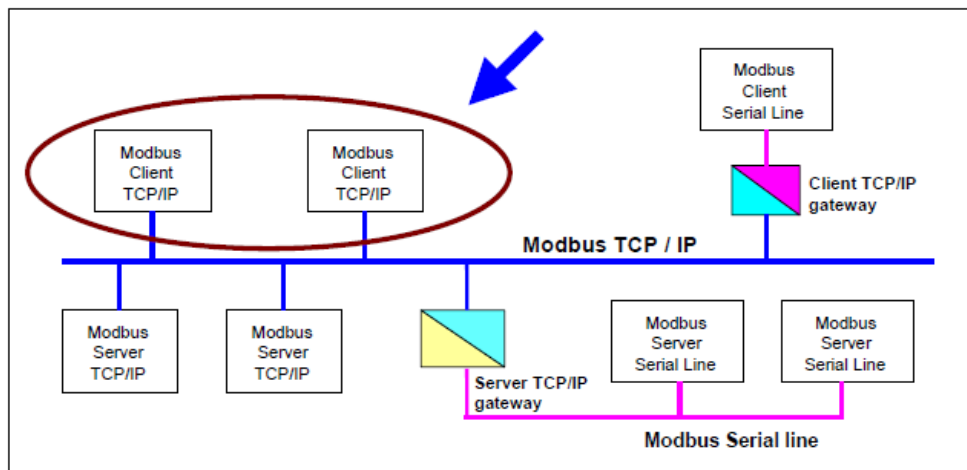 Modbus
Client
Serial Line
Modbus
Client
TCP/IP
Modbus
Client
TCP/IP
Client TCP/IP
gateway
Modbus TCP / IP
Modbus
Server
TCP/IP
Modbus
Server
TCP/IP
Server TCP/IP
gateway
Modbus
Server
Serial Line
Modbus
Server
Serial Line
Modbus Serial line